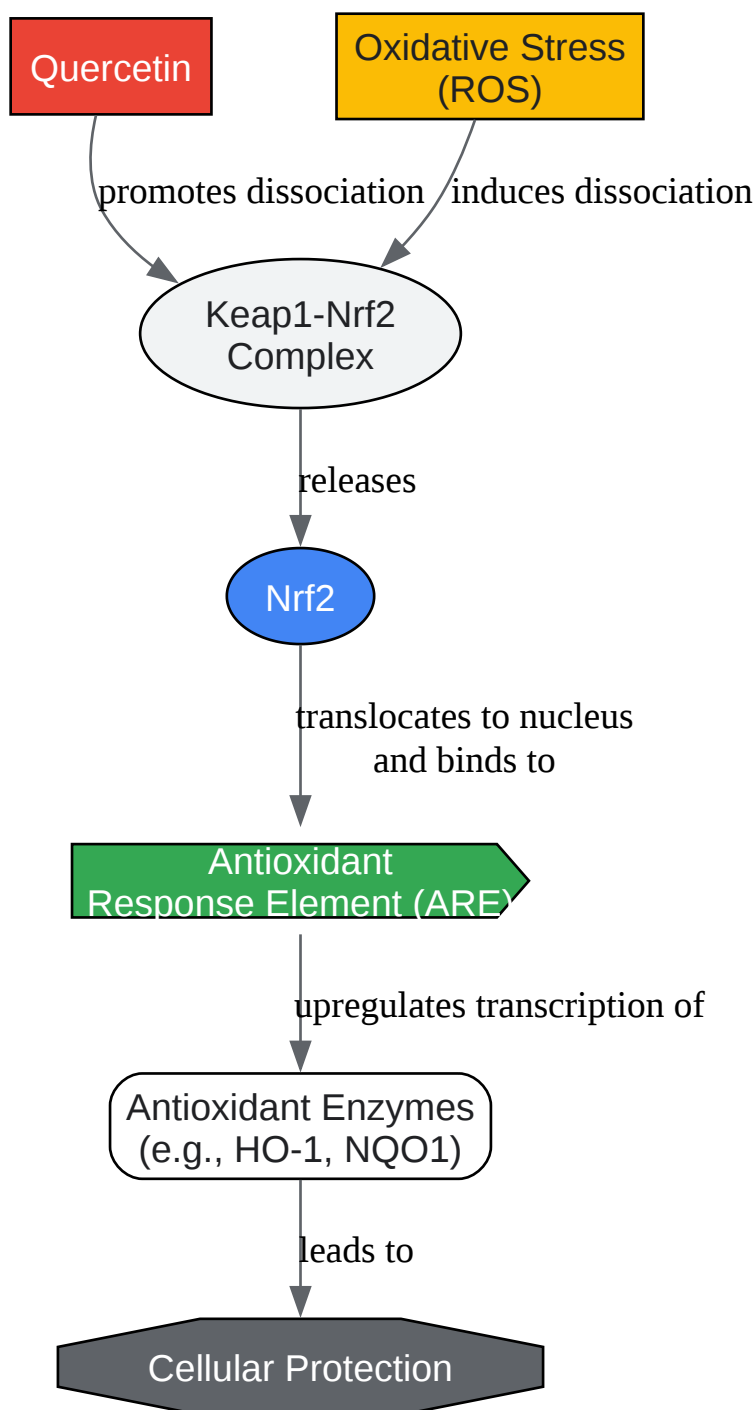 Quercetin
Oxidative Stress
(ROS)
promotes dissociation
induces dissociation
Keap1-Nrf2
Complex
releases
Nrf2
translocates to nucleus
and binds to
Antioxidant
Response Element (ARE)
upregulates transcription of
Antioxidant Enzymes
(e.g., HO-1, NQO1)
leads to
Cellular Protection